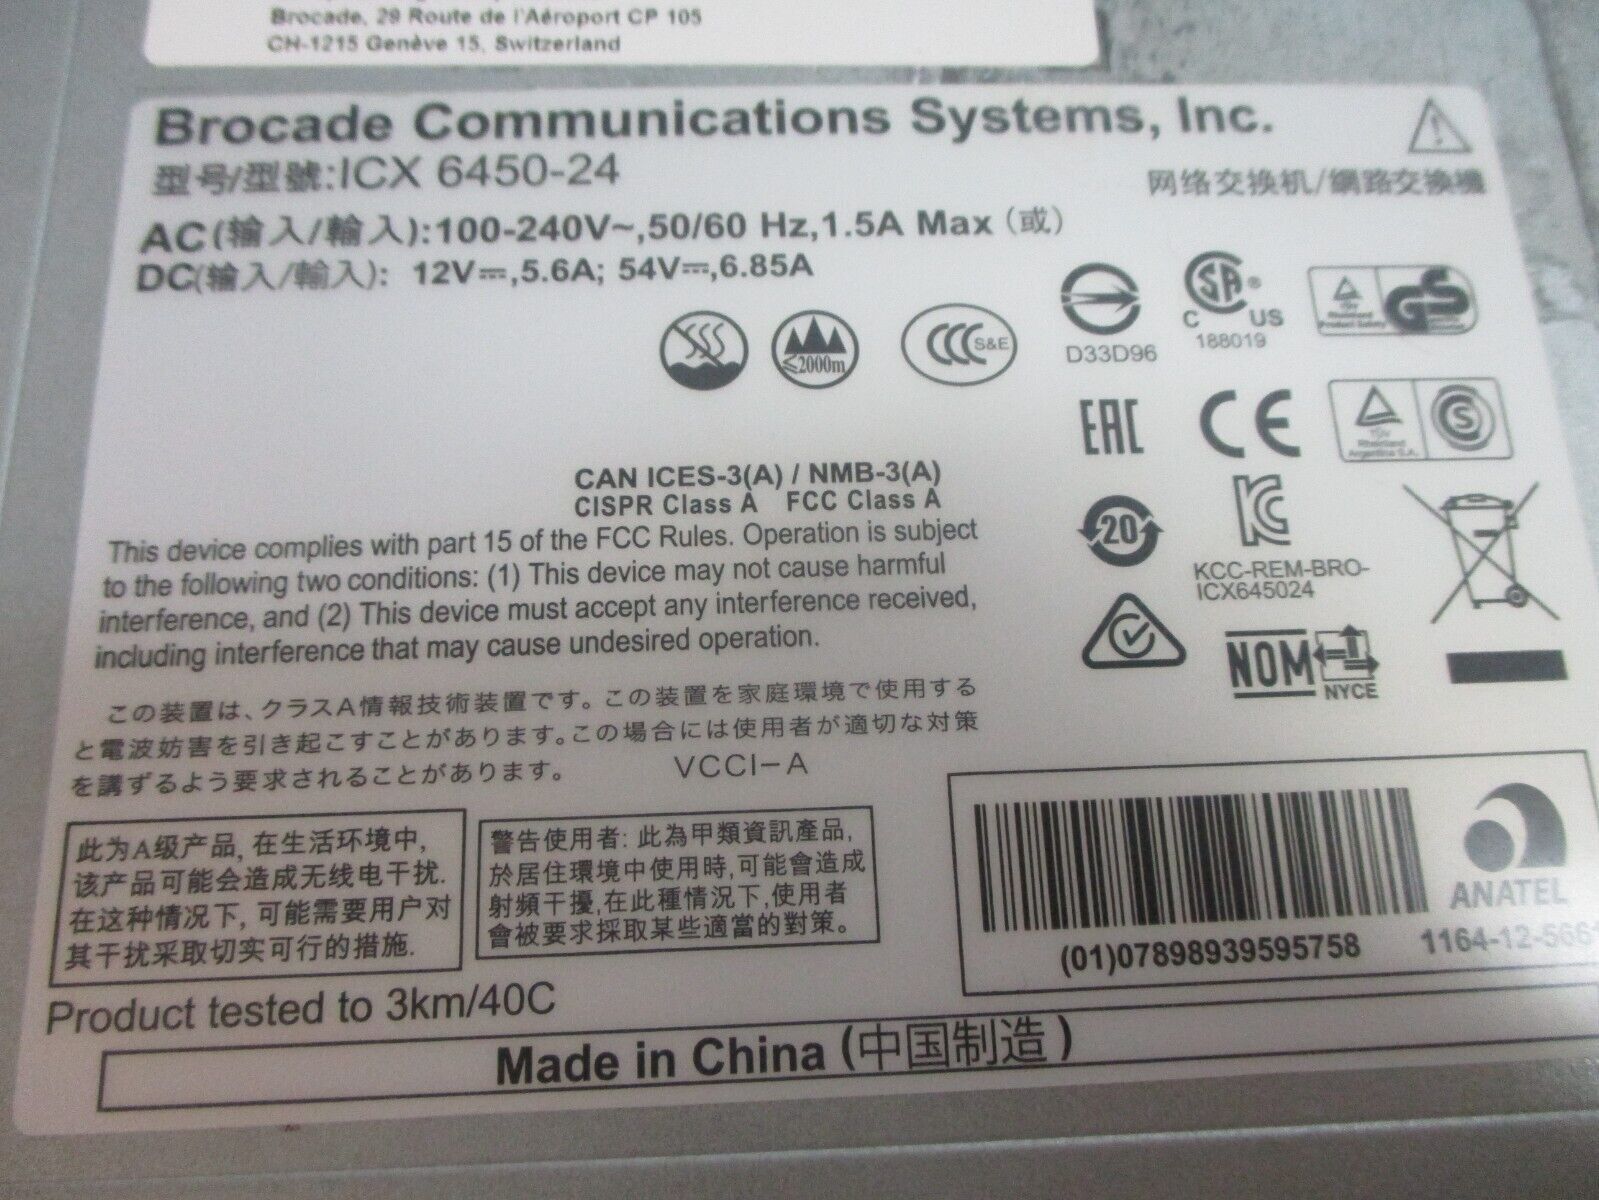 Brocade, 29 Route de l'Aéroport CP 105
CH-1215 Genève 15, Switzerland
Brocade Communications Systems, Inc.
型号/型號:ICX 6450-24
网络交换机/網路交換機
AC(输入/輸入):100-240V~,50/60 Hz,1.5A Max (或)
DC(输入/輸入): 12V⎓,5.6A; 54V⎓,6.85A
≤2000m
CCC S&E
D33D96
SA®
C US
188019
TÜV
Rheinland
Product Safety
GS
EAC
CE
TÜV
Rheinland
Argentina S.A.
S
CAN ICES-3(A) / NMB-3(A)
CISPR Class A FCC Class A
This device complies with part 15 of the FCC Rules. Operation is subject
to the following two conditions: (1) This device may not cause harmful
interference, and (2) This device must accept any interference received,
including interference that may cause undesired operation.
20
KC
KCC-REM-BRO-
ICX645024
NOM
NYCE
この装置は、クラスA情報技術装置です。この装置を家庭環境で使用する
と電波妨害を引き起こすことがあります。この場合には使用者が適切な対策
を講ずるよう要求されることがあります。 VCCI-A
此为A级产品, 在生活环境中,
该产品可能会造成无线电干扰.
在这种情况下, 可能需要用户对
其干扰采取切实可行的措施.
警告使用者: 此為甲類資訊產品,
於居住環境中使用時,可能會造成
射頻干擾,在此種情況下,使用者
會被要求採取某些適當的對策。
(01)07898939595758
ANATEL
Product tested to 3km/40C
Made in China (中国制造)